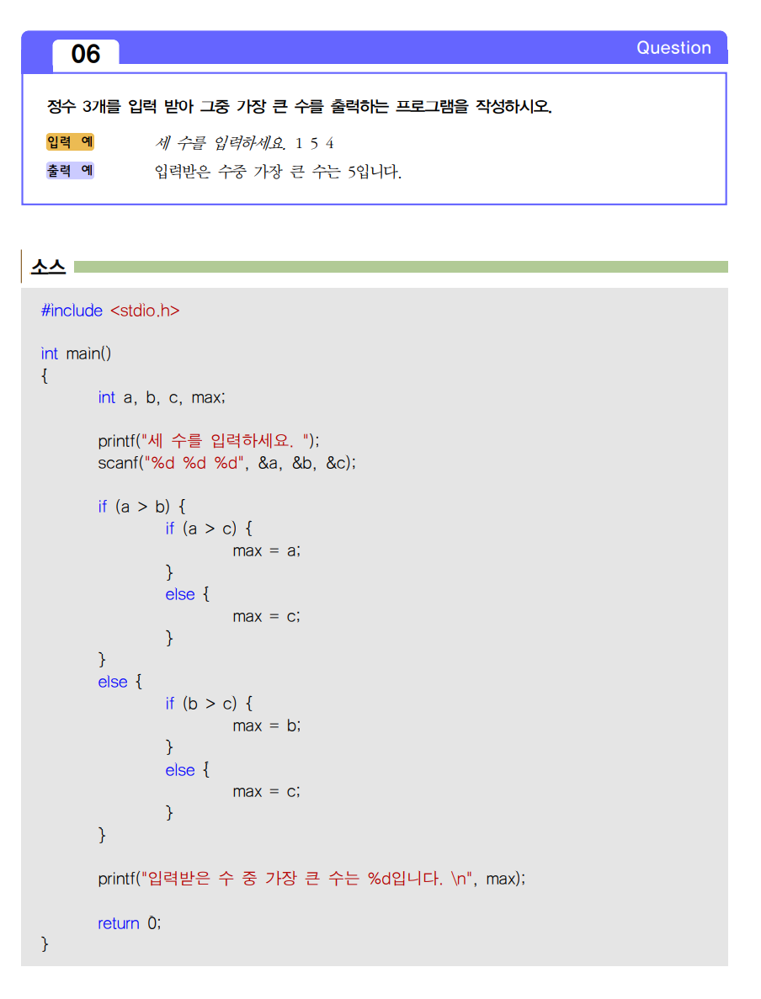 06
Question
정수 3개를 입력 받아 그중 가장 큰 수를 출력하는 프로그램을 작성하시오.
입력 예 세 수를 입력하세요. 1 5 4
출력 예 입력받은 수중 가장 큰 수는 5입니다.
소스
#include <stdio.h>
int main()
{
int a, b, c, max;
printf("세 수를 입력하세요. ");
scanf("%d %d %d", &a, &b, &c);
if (a > b) {
if (a > c) {
max = a;
}
else {
max = c;
}
}
else {
if (b > c) {
max = b;
}
else {
max = c;
}
}
printf("입력받은 수 중 가장 큰 수는 %d입니다. \n", max);
return 0;
}